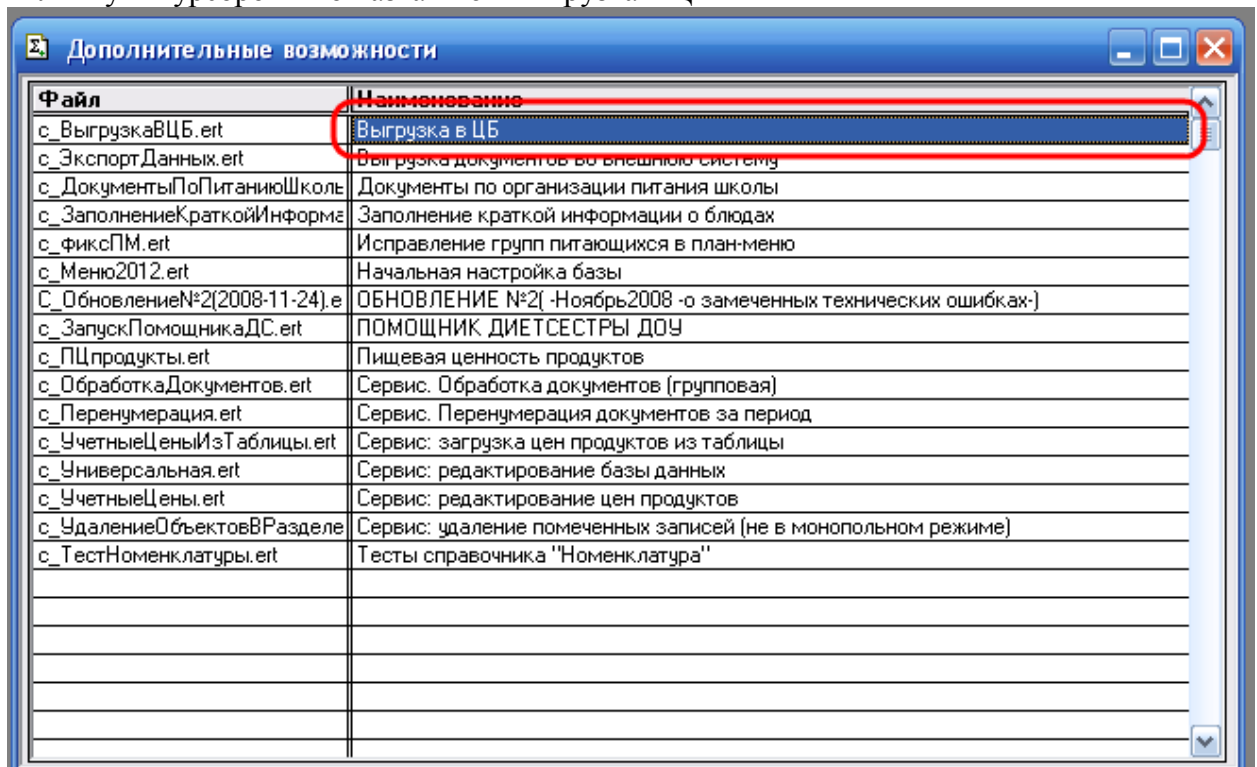 Дополнительные возможности
Файл Наименование
с_ВыгрузкаВЦБ.ert Выгрузка в ЦБ
с_ЭкспортДанных.ert Выгрузка документов во внешнюю систему
с_ДокументыПоПитаниюШколь Документы по организации питания школы
с_ЗаполнениеКраткойИнформа Заполнение краткой информации о блюдах
с_фиксПМ.ert Исправление групп питающихся в план-меню
с_Меню2012.ert Начальная настройка базы
С_Обновление№2(2008-11-24).e ОБНОВЛЕНИЕ №2( -Ноябрь2008 -о замеченных технических ошибках-)
с_ЗапускПомощникаДС.ert ПОМОЩНИК ДИЕТСЕСТРЫ ДОУ
с_ПЦпродукты.ert Пищевая ценность продуктов
с_ОбработкаДокументов.ert Сервис. Обработка документов (групповая)
с_Перенумерация.ert Сервис. Перенумерация документов за период
с_УчетныеЦеныИзТаблицы.ert Сервис: загрузка цен продуктов из таблицы
с_Универсальная.ert Сервис: редактирование базы данных
с_УчетныеЦены.ert Сервис: редактирование цен продуктов
с_УдалениеОбъектовВРазделе Сервис: удаление помеченных записей (не в монопольном режиме)
с_ТестНоменклатуры.ert Тесты справочника "Номенклатура"